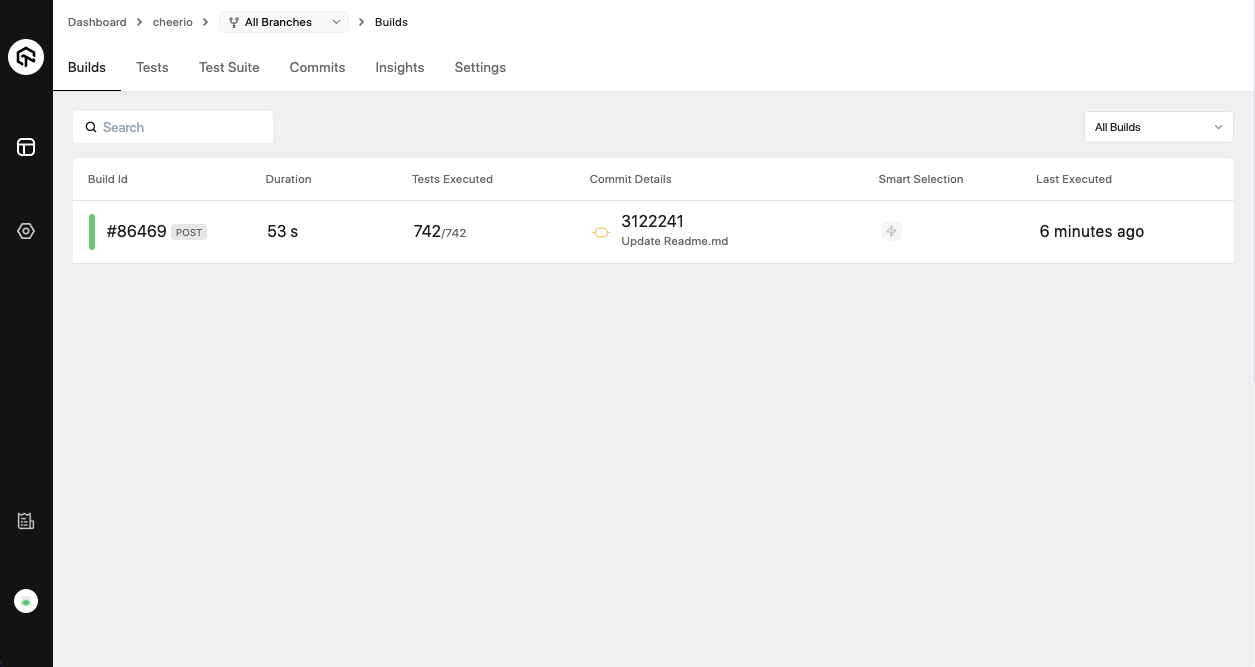 Dashboard cheerio All Branches Builds
Builds Tests Test Suite Commits Insights Settings
Search All Builds
Build Id Duration Tests Executed Commit Details Smart Selection Last Executed
#86469 POST 53 s 742/742 3122241 6 minutes ago
Update Readme.md